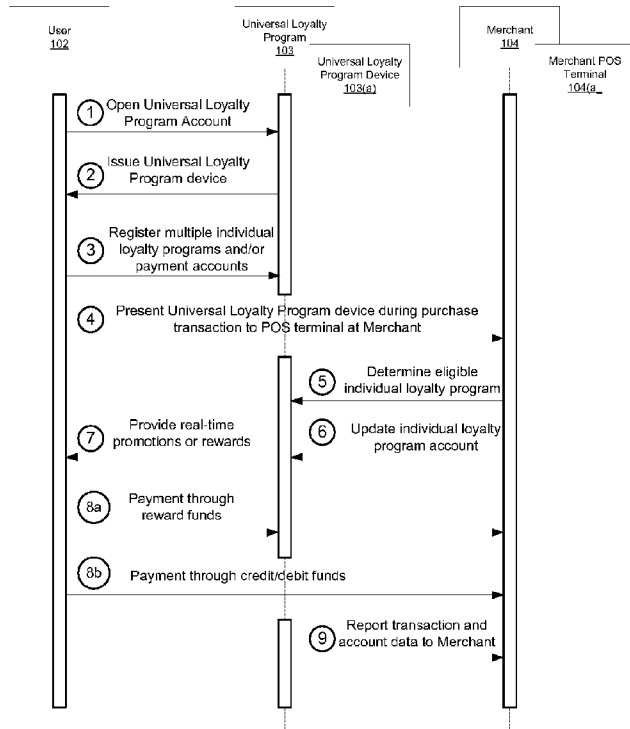 User
102
Universal Loyalty
Program
103
Universal Loyalty
Program Device
103(a)
Merchant
104
Merchant POS
Terminal
104(a_
1
Open Universal Loyalty
Program Account
2
Issue Universal Loyalty
Program device
3
Register multiple individual
loyalty programs and/or
payment accounts
4
Present Universal Loyalty Program device during purchase
transaction to POS terminal at Merchant
5
Determine eligible
individual loyalty program
6
Update individual loyalty
program account
7
Provide real-time
promotions or rewards
8a
Payment through
reward funds
8b
Payment through credit/debit funds
9
Report transaction and
account data to Merchant